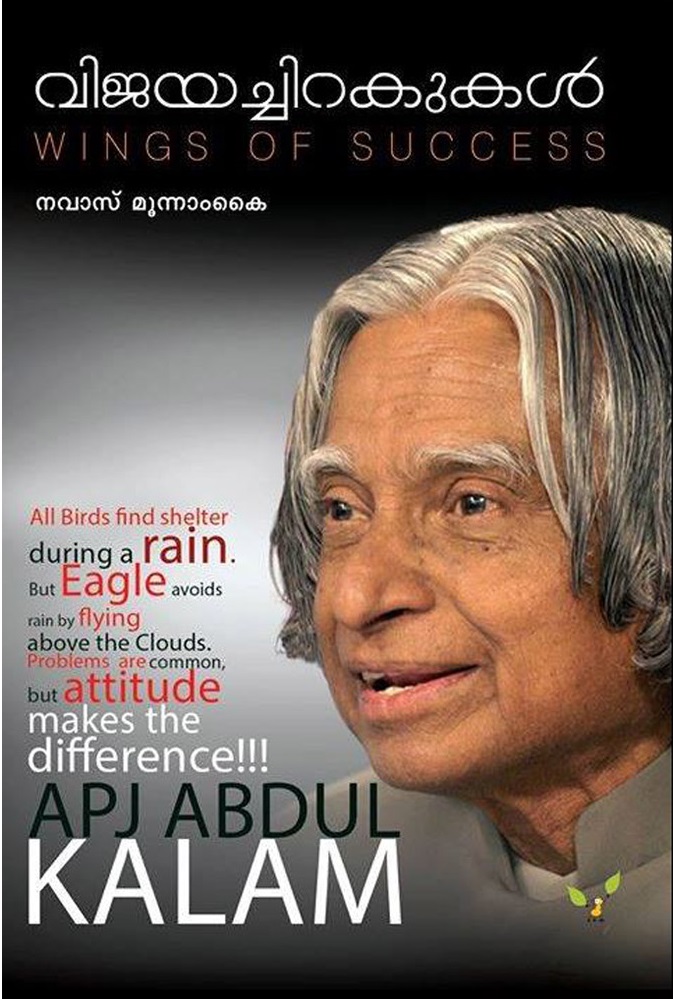 വിജയച്ചിറകുകൾ
WINGS OF SUCCESS
നവാസ് മൂന്നാംകൈ
All Birds find shelter
during a rain.
But Eagle avoids
rain by flying
above the Clouds.
Problems are common,
but attitude
makes the
difference!!!
APJ ABDUL
KALAM